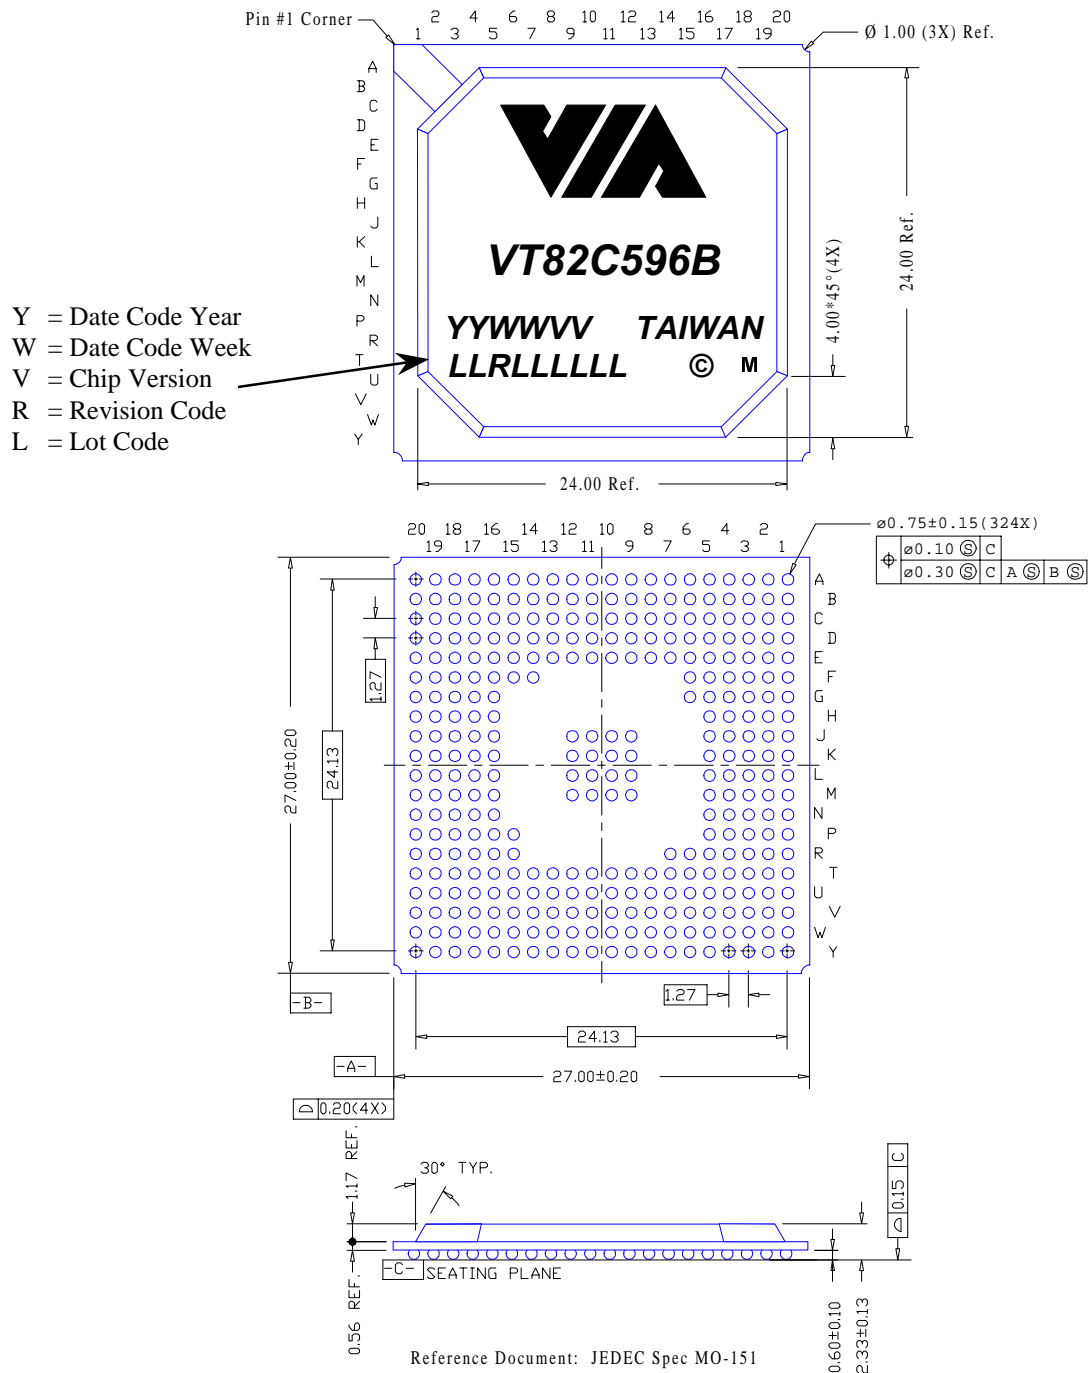 Pin #1 Corner
2 4 6 8 10 12 14 16 18 20
1 3 5 7 9 11 13 15 17 19
Ø 1.00 (3X) Ref.
A
B
C
D
E
F
G
H
J
K
L
M
N
P
R
T
U
V
W
Y
VIA
VT82C596B
YYWWVV TAIWAN
LLRLLLLLL © M
4.00*45°(4X)
24.00 Ref.
24.00 Ref.
Y = Date Code Year
W = Date Code Week
V = Chip Version
R = Revision Code
L = Lot Code
20 18 16 14 12 10 8 6 4 2
19 17 15 13 11 9 7 5 3 1
⌀0.75±0.15(324X)
⌖ ⌀0.10 Ⓢ C
⌀0.30 Ⓢ C A Ⓢ B Ⓢ
A
B
C
D
E
F
G
H
J
K
L
M
N
P
R
T
U
V
W
Y
1.27
24.13
27.00±0.20
-B-
1.27
24.13
-A-
27.00±0.20
⌓ 0.20(4X)
1.17 REF.
30° TYP.
⌓ 0.15 C
-C- SEATING PLANE
0.56 REF.
0.60±0.10
2.33±0.13
Reference Document: JEDEC Spec MO-151